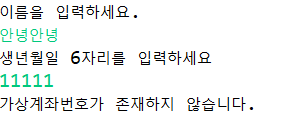 이름을 입력하세요.
안녕안녕
생년월일 6자리를 입력하세요
11111
가상계좌번호가 존재하지 않습니다.